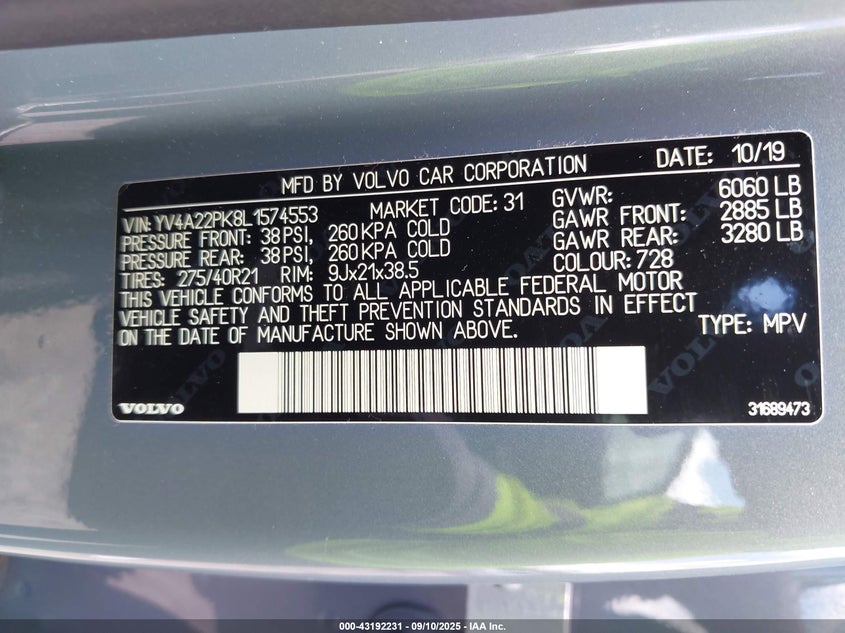 MFD BY VOLVO CAR CORPORATION DATE: 10/19
VIN: YV4A22PK8L1574553 MARKET CODE: 31 GVWR: 6060 LB
PRESSURE FRONT: 38 PSI, 260 KPA COLD GAWR FRONT: 2885 LB
PRESSURE REAR: 38 PSI, 260 KPA COLD GAWR REAR: 3280 LB
TIRES: 275/40R21 RIM: 9Jx21x38.5 COLOUR: 728
THIS VEHICLE CONFORMS TO ALL APPLICABLE FEDERAL MOTOR
VEHICLE SAFETY AND THEFT PREVENTION STANDARDS IN EFFECT
ON THE DATE OF MANUFACTURE SHOWN ABOVE. TYPE: MPV
VOLVO 31689473
000-43192231 - 09/10/2025 - IAA Inc.